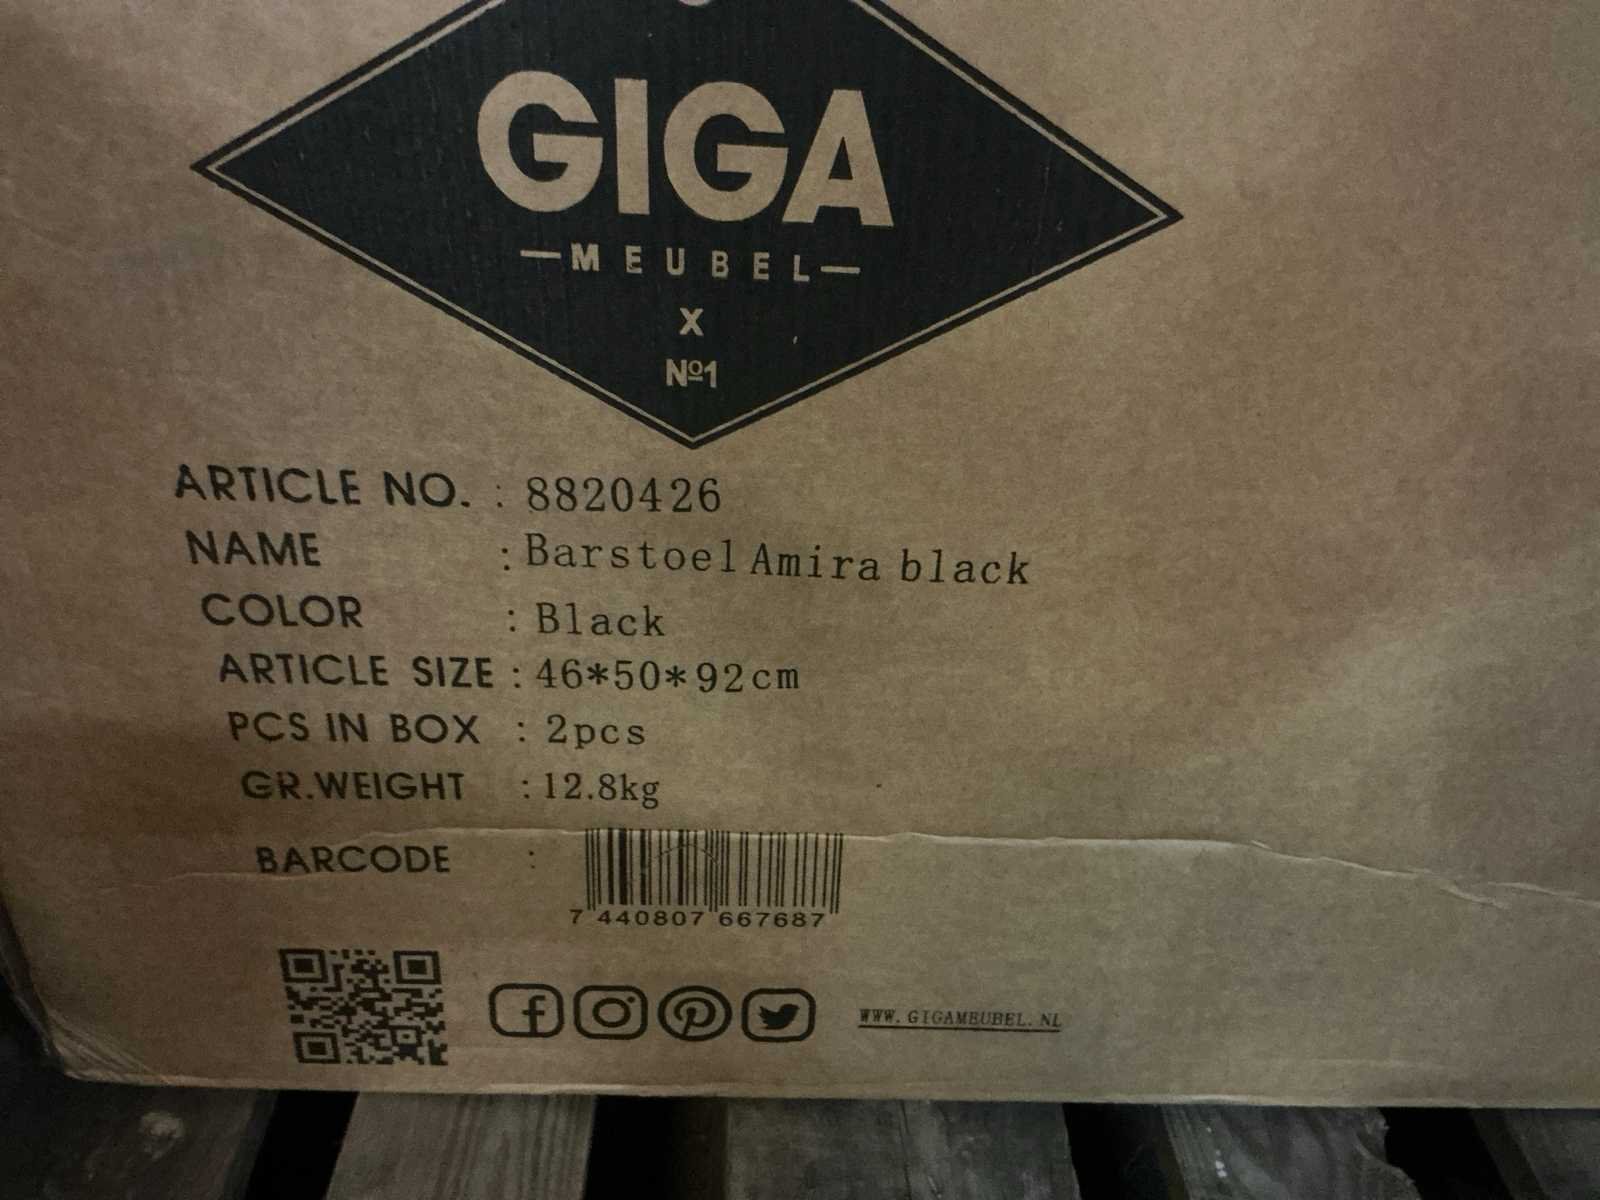 GIGA
MEUBEL
X
Nº1
ARTICLE NO. : 8820426
NAME : Barstoel Amira black
COLOR : Black
ARTICLE SIZE : 46*50*92cm
PCS IN BOX : 2pcs
GR.WEIGHT : 12.8kg
BARCODE :
7 440807 667687
WWW.GIGAMEUBEL.NL